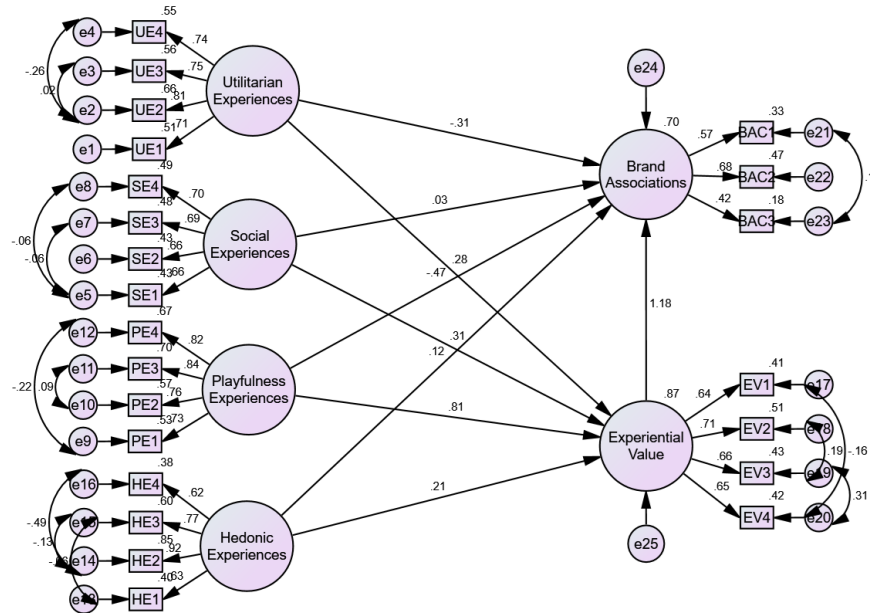 .55
e4
UE4
.74
.56
e3
UE3
.75
-.26
.02
.66
.81
e2
UE2
.51
.71
e1
UE1
Utilitarian
Experiences
.49
e8
SE4
.70
.48
e7
SE3
.69
-.06
-.06
.43
.66
e6
SE2
.43
.66
e5
SE1
Social
Experiences
.67
e12
PE4
.82
.70
e11
PE3
.84
-.22
.09
.57
.76
e10
PE2
.53
.73
e9
PE1
Playfulness
Experiences
.38
e16
HE4
.62
.60
HE3
.77
-.49
-.13
.85
.92
e14
HE2
.40
.63
HE1
Hedonic
Experiences
-.31
.03
.28
-.47
.31
.12
.81
.21
1.18
e24
.70
Brand
Associations
.57
.33
BAC1
e21
.68
.47
BAC2
e22
.42
.18
BAC3
e23
.87
Experiential
Value
e25
.64
.41
EV1
e17
.71
.51
EV2
.66
.43
EV3
.19
-.16
.65
.42
EV4
e20
.31